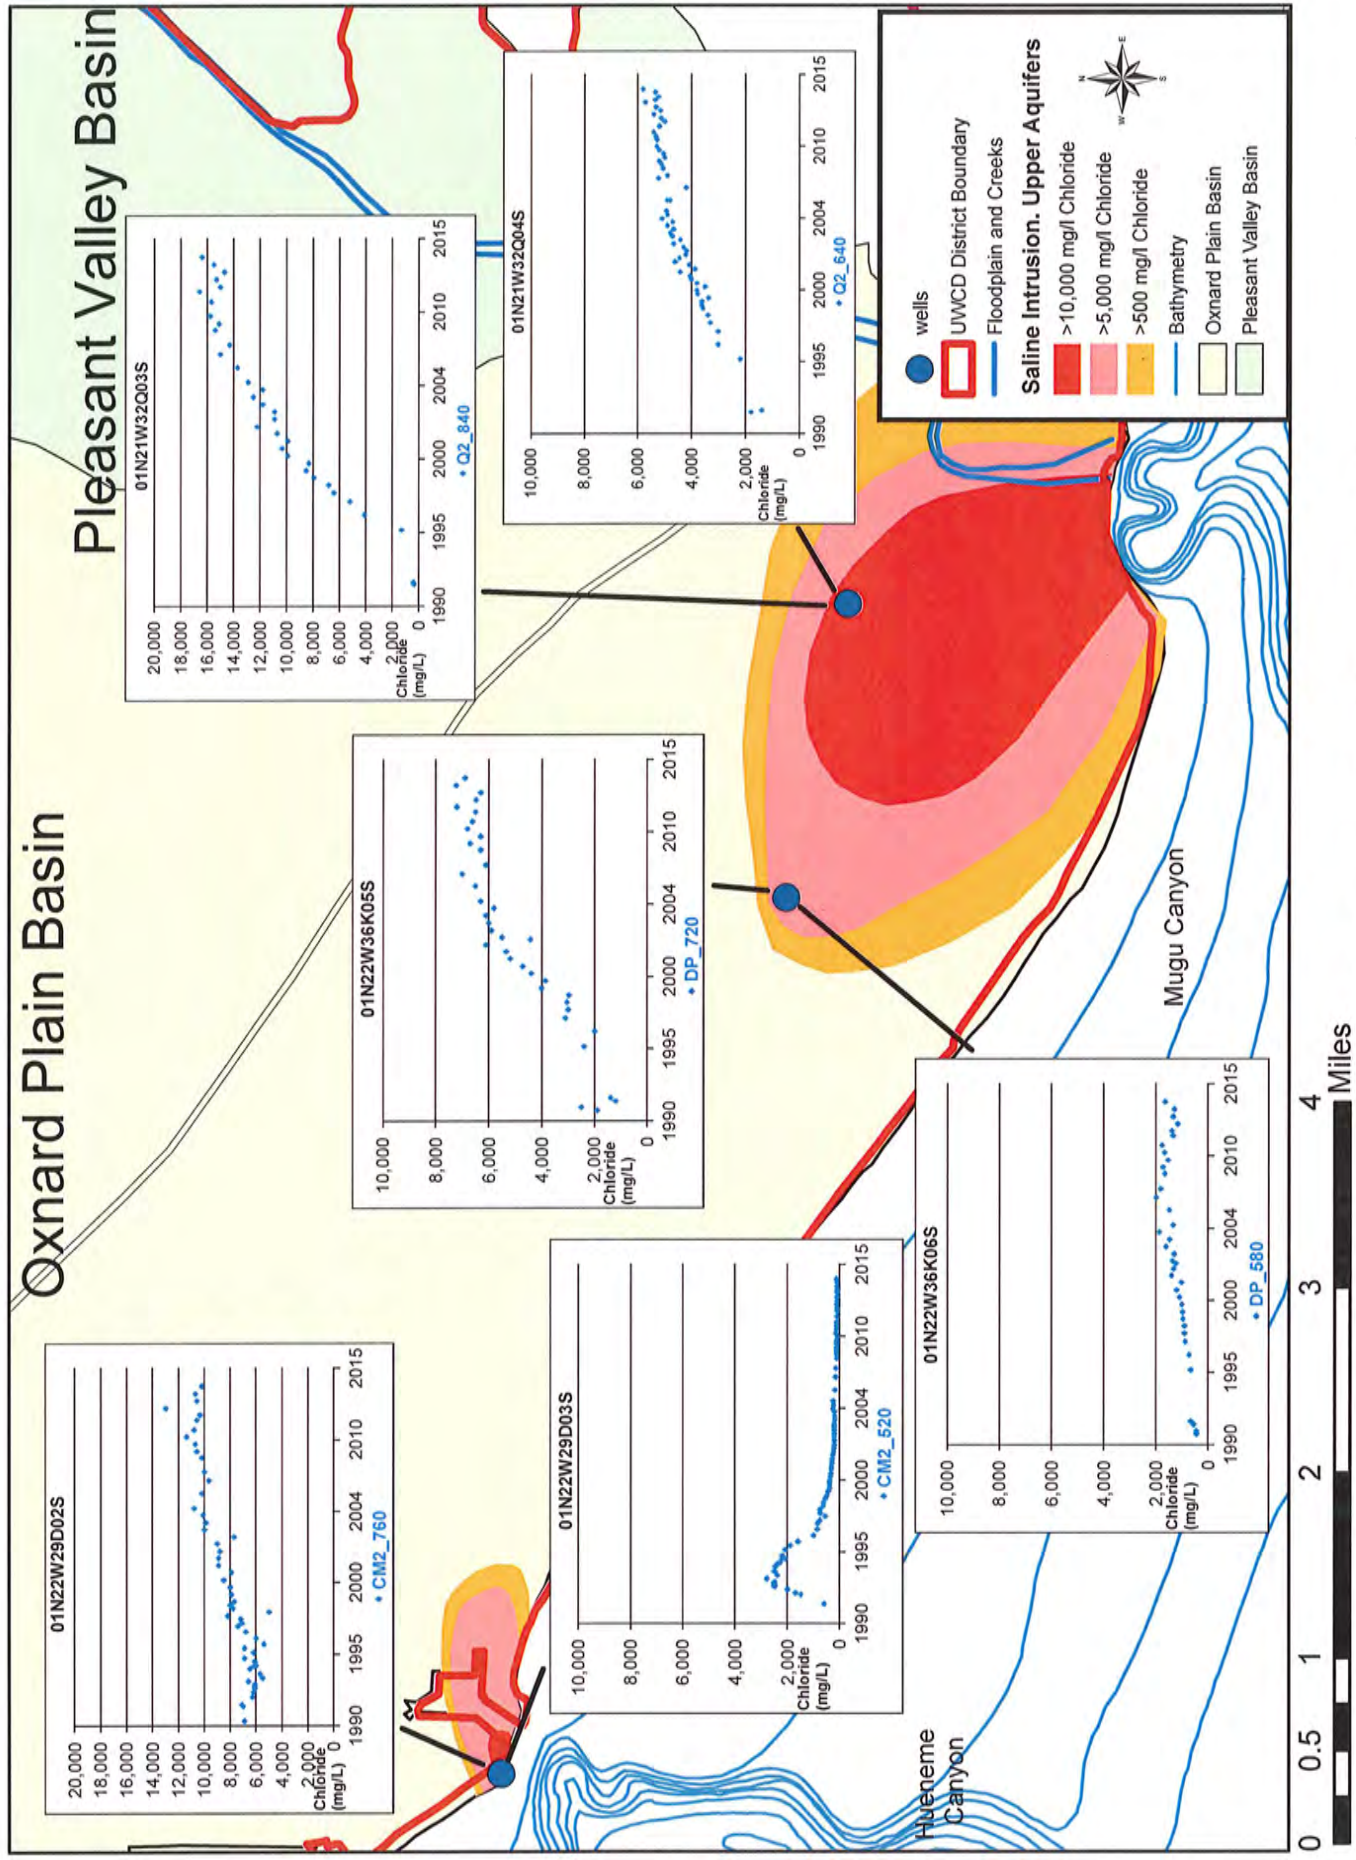 Oxnard Plain Basin
Pleasant Valley Basin
01N22W29D02S
20,000
18,000
16,000
14,000
12,000
10,000
8,000
6,000
4,000
2,000
0
Chloride
(mg/L)
1990
1995
2000
2004
2010
2015
CM2_760
01N22W36K05S
10,000
8,000
6,000
4,000
2,000
0
Chloride
(mg/L)
1990
1995
2000
2004
2010
2015
DP_720
01N21W32Q03S
20,000
18,000
16,000
14,000
12,000
10,000
8,000
6,000
4,000
2,000
0
Chloride
(mg/L)
1990
1995
2000
2004
2010
2015
Q2_840
01N21W32Q04S
10,000
8,000
6,000
4,000
2,000
0
Chloride
(mg/L)
1990
1995
2000
2004
2010
2015
Q2_640
01N22W29D03S
10,000
8,000
6,000
4,000
2,000
0
Chloride
(mg/L)
1990
1995
2000
2004
2010
2015
CM2_520
01N22W36K06S
10,000
8,000
6,000
4,000
2,000
0
Chloride
(mg/L)
1990
1995
2000
2004
2010
2015
DP_580
Hueneme
Canyon
Mugu Canyon
wells
UWCD District Boundary
Floodplain and Creeks
Saline Intrusion. Upper Aquifers
>10,000 mg/l Chloride
>5,000 mg/l Chloride
>500 mg/l Chloride
Bathymetry
Oxnard Plain Basin
Pleasant Valley Basin
N
E
S
W
0 0.5 1 2 3 4
Miles